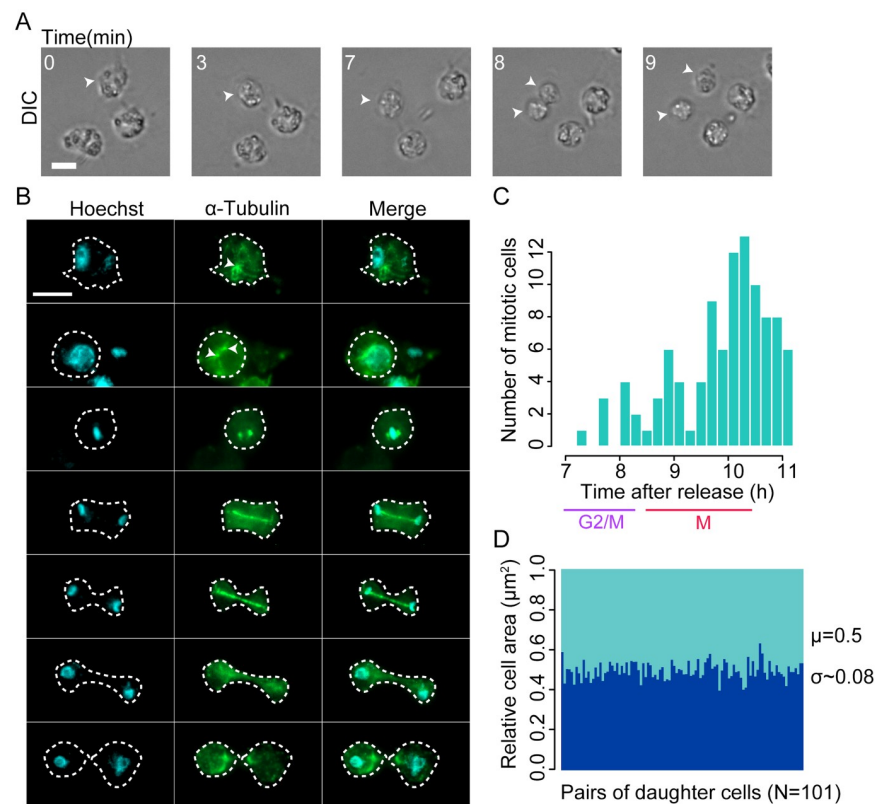 A
Time(min)
0
3
7
8
9
DIC
B
Hoechst
α-Tubulin
Merge
C
Number of mitotic cells
12
10
8
6
4
2
0
7 8 9 10 11
Time after release (h)
G2/M M
D
Relative cell area (µm²)
1.0
0.8
0.6
0.4
0.2
0.0
µ=0.5
σ~0.08
Pairs of daughter cells (N=101)